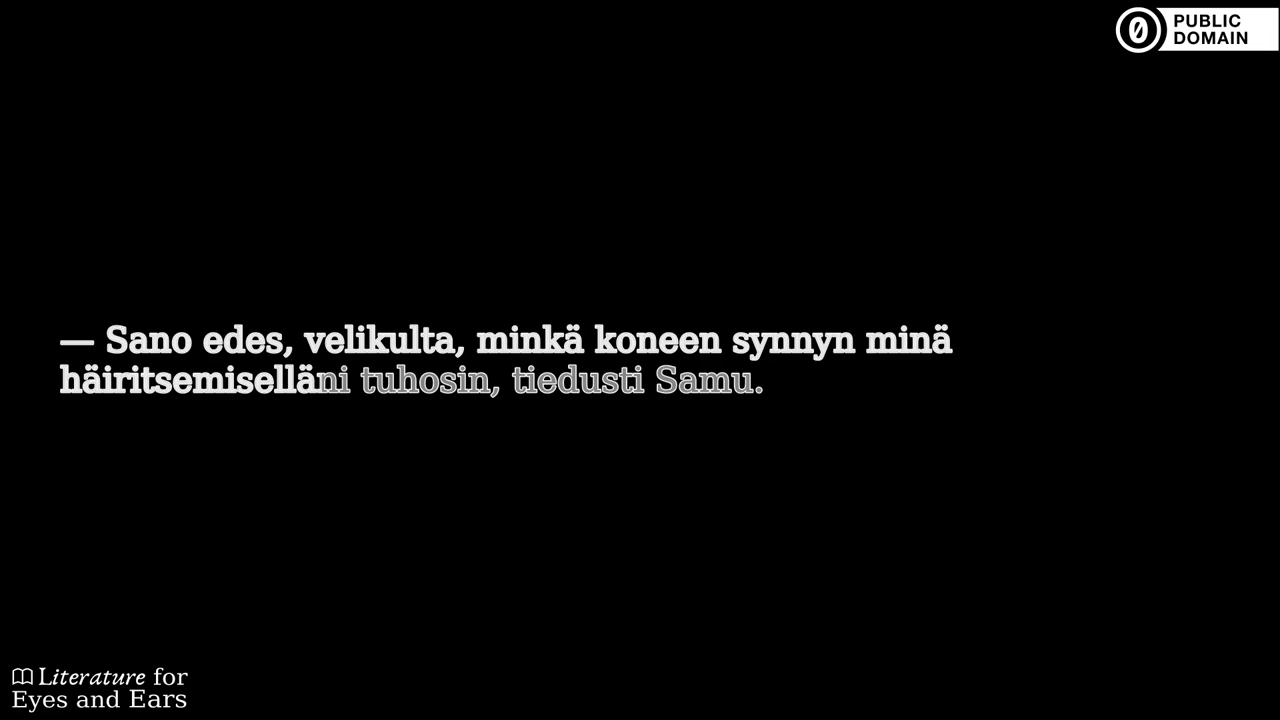 PUBLIC
DOMAIN
— Sano edes, velikulta, minkä koneen synnyn minä
häiritsemiselläni tuhosin, tiedusti Samu.
Literature for
Eyes and Ears